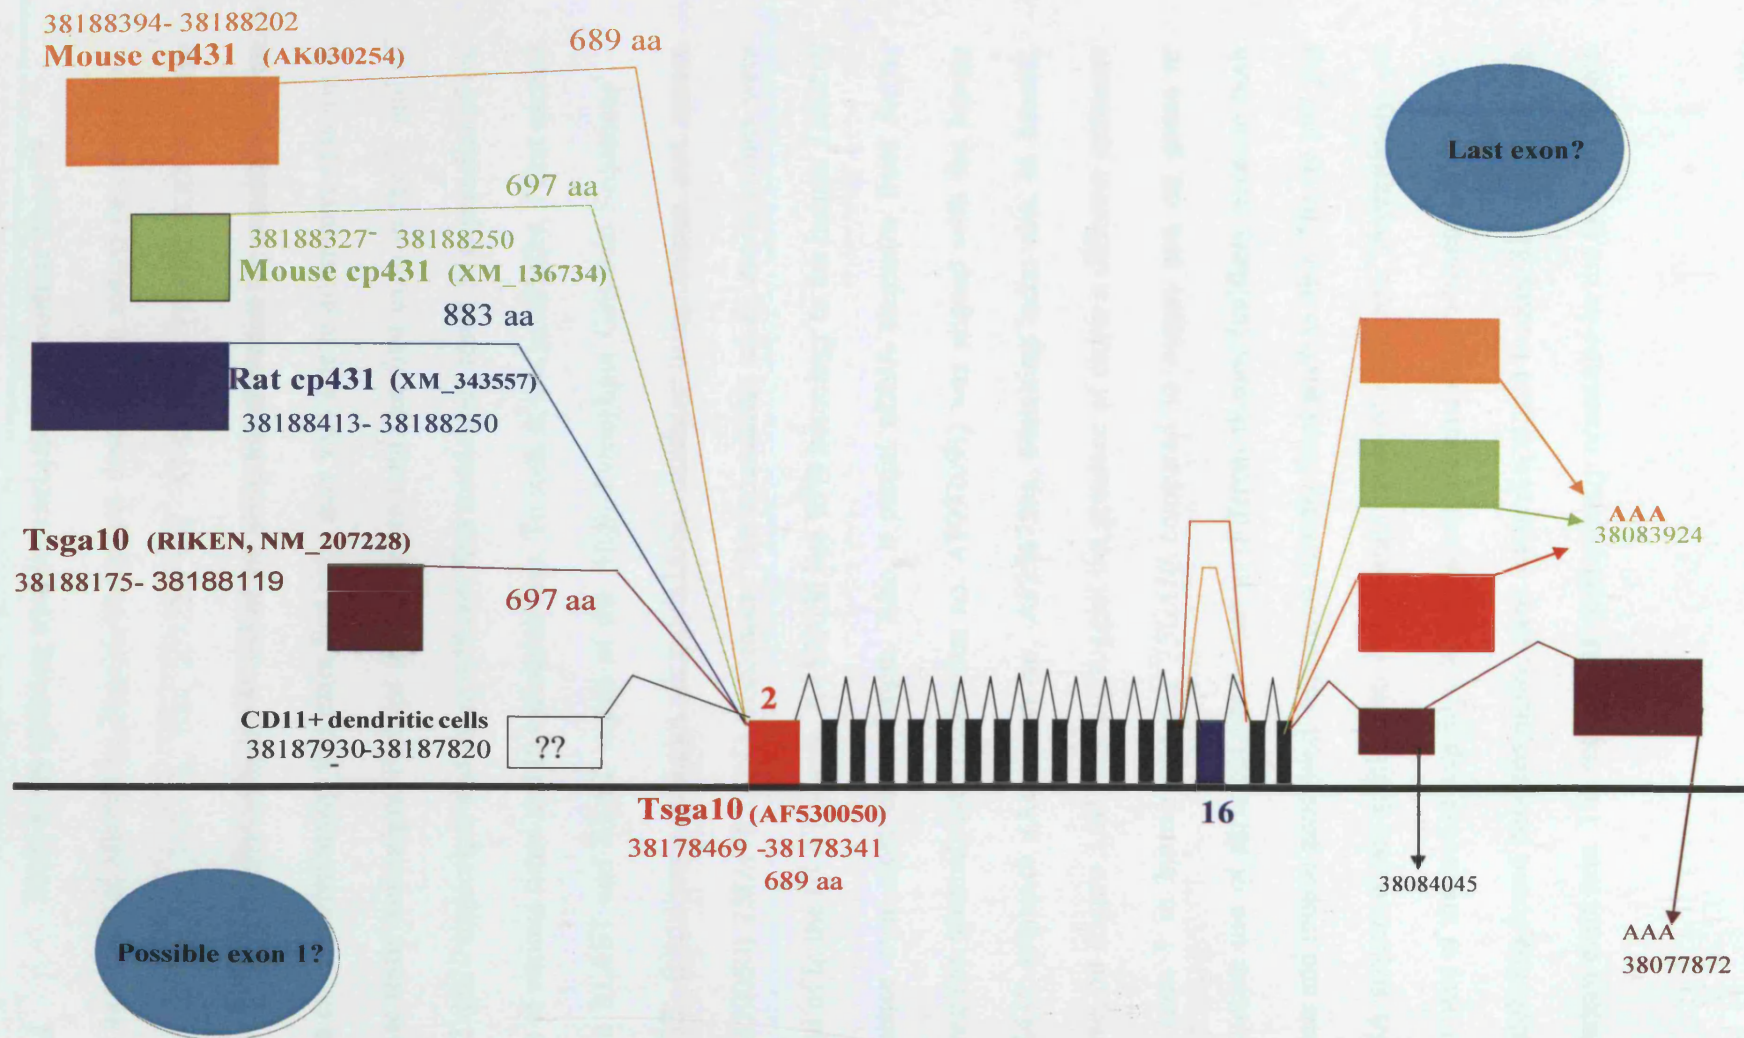 38188394- 38188202
Mouse cp431 (AK030254)
689 aa
Last exon?
697 aa
38188327- 38188250
Mouse cp431 (XM_136734)
883 aa
Rat cp431 (XM_343557)
38188413- 38188250
AAA
38083924
Tsga10 (RIKEN, NM_207228)
38188175- 38188119
697 aa
CD11+ dendritic cells
38187930-38187820
??
2
Tsga10 (AF530050)
38178469 -38178341
689 aa
16
38084045
Possible exon 1?
AAA
38077872